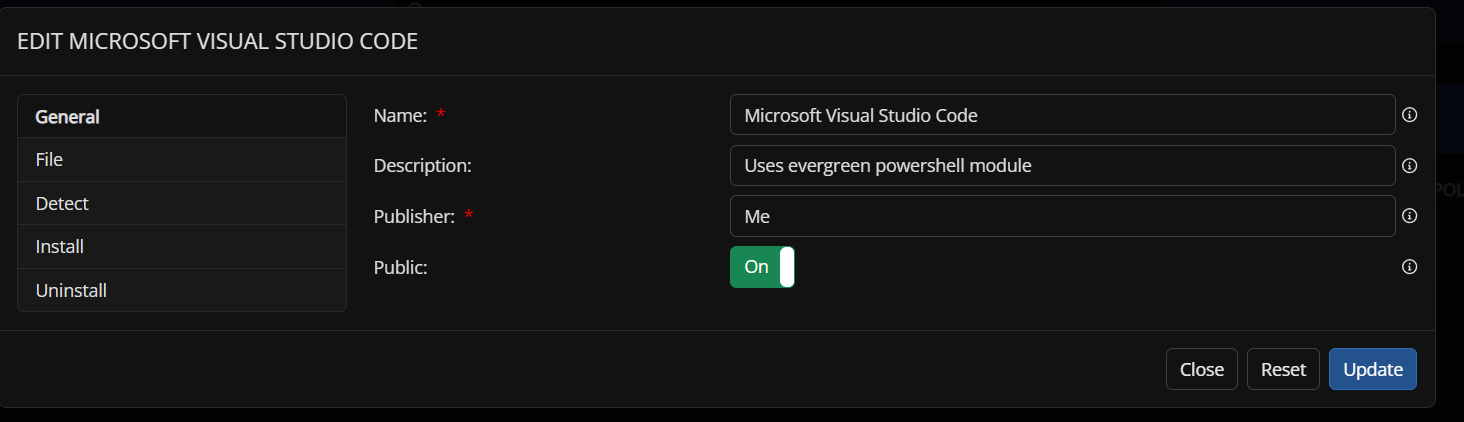 EDIT MICROSOFT VISUAL STUDIO CODE
General
File
Detect
Install
Uninstall
Name: *
Microsoft Visual Studio Code
Description:
Uses evergreen powershell module
Publisher: *
Me
Public:
On
Close
Reset
Update